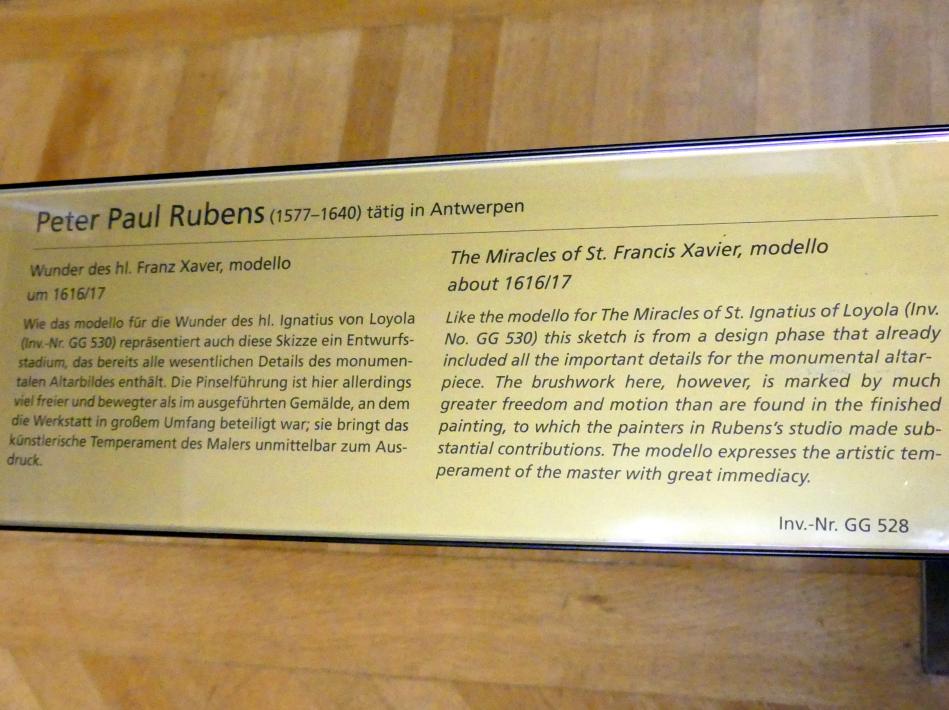 Peter Paul Rubens (1577–1640) tätig in Antwerpen
Wunder des hl. Franz Xaver, modello
um 1616/17
Wie das modello für die Wunder des hl. Ignatius von Loyola
(Inv.-Nr. GG 530) repräsentiert auch diese Skizze ein Entwurfs-
stadium, das bereits alle wesentlichen Details des monumen-
talen Altarbildes enthält. Die Pinselführung ist hier allerdings
viel freier und bewegter als im ausgeführten Gemälde, an dem
die Werkstatt in großem Umfang beteiligt war; sie bringt das
künstlerische Temperament des Malers unmittelbar zum Aus-
druck.
The Miracles of St. Francis Xavier, modello
about 1616/17
Like the modello for The Miracles of St. Ignatius of Loyola (Inv.
No. GG 530) this sketch is from a design phase that already
included all the important details for the monumental altar-
piece. The brushwork here, however, is marked by much
greater freedom and motion than are found in the finished
painting, to which the painters in Rubens's studio made sub-
stantial contributions. The modello expresses the artistic tem-
perament of the master with great immediacy.
Inv.-Nr. GG 528